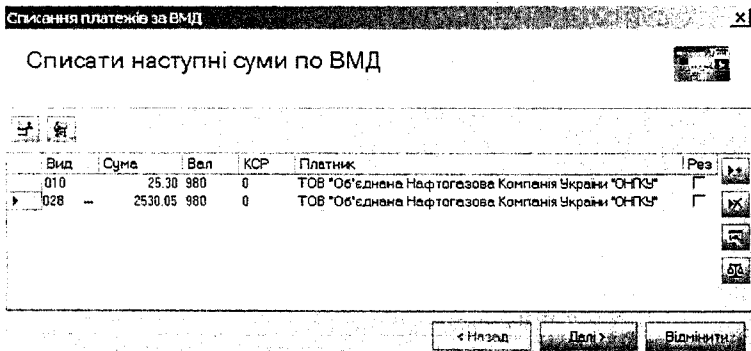 Списання платежів за ВМД
Списати наступні суми по ВМД
Вид Сума Вал КСР Платник Рез
010 25.30 980 0 ТОВ "Об'єднана Нафтогазова Компанія України "ОНГКУ"
028 ... 2530.05 980 0 ТОВ "Об'єднана Нафтогазова Компанія України "ОНГКУ"
< Назад Далі > Відмінити